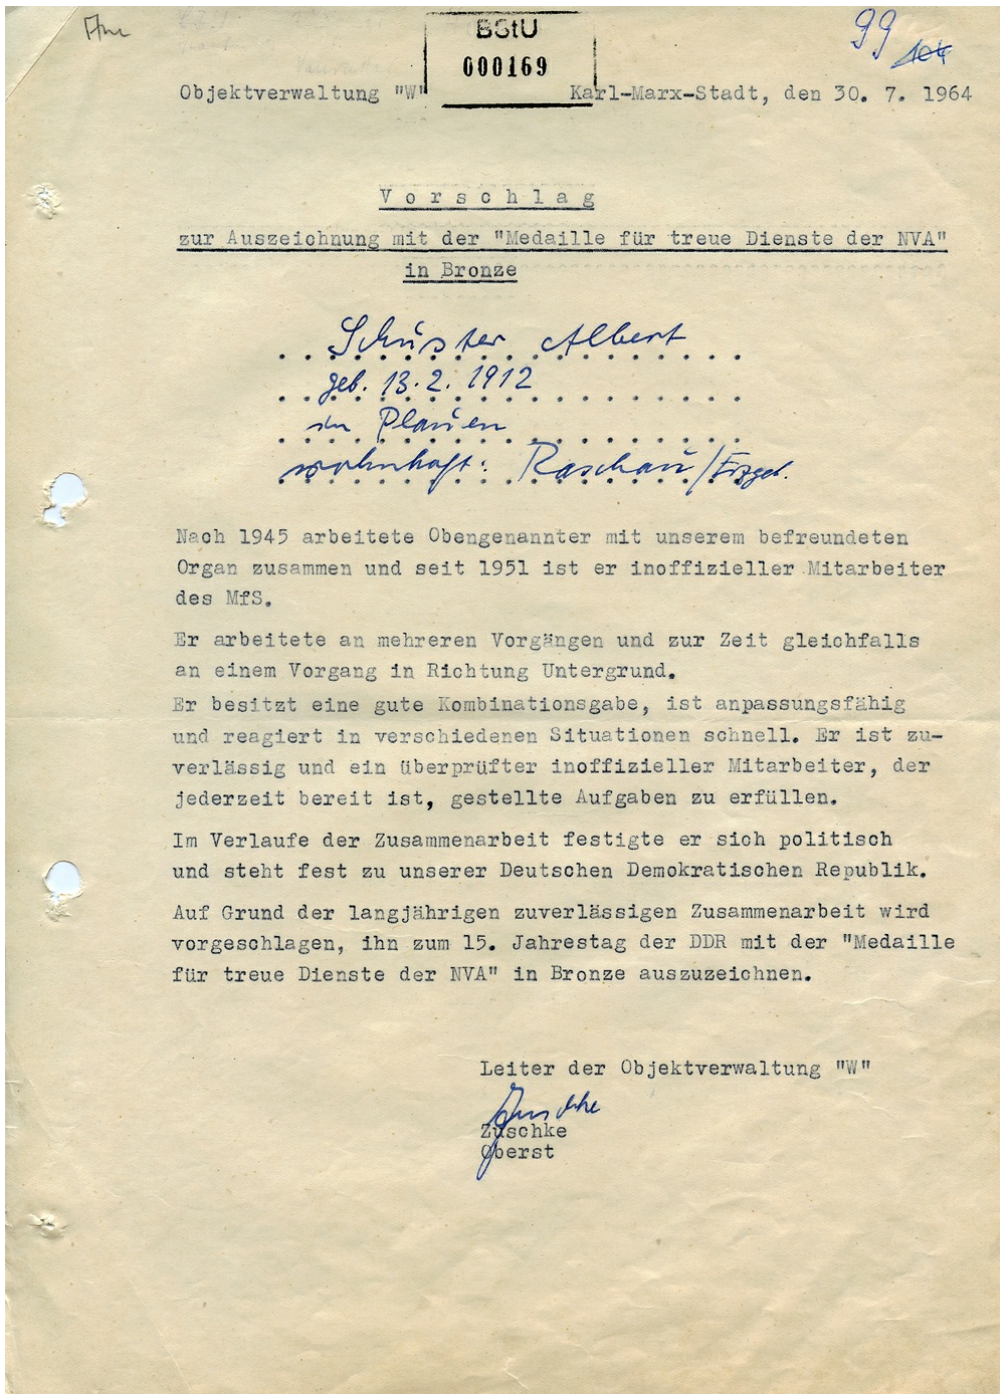 BStU
000169
99
104
Objektverwaltung "W"
Karl-Marx-Stadt, den 30. 7. 1964
Vorschlag
zur Auszeichnung mit der "Medaille für treue Dienste der NVA"
in Bronze
Schuster Albert
geb. 13.2.1912
in Plauen
wohnhaft: Raschau/Erzgeb.
Nach 1945 arbeitete Obengenannter mit unserem befreundeten
Organ zusammen und seit 1951 ist er inoffizieller Mitarbeiter
des MfS.
Er arbeitete an mehreren Vorgängen und zur Zeit gleichfalls
an einem Vorgang in Richtung Untergrund.
Er besitzt eine gute Kombinationsgabe, ist anpassungsfähig
und reagiert in verschiedenen Situationen schnell. Er ist zu-
verlässig und ein überprüfter inoffizieller Mitarbeiter, der
jederzeit bereit ist, gestellte Aufgaben zu erfüllen.
Im Verlaufe der Zusammenarbeit festigte er sich politisch
und steht fest zu unserer Deutschen Demokratischen Republik.
Auf Grund der langjährigen zuverlässigen Zusammenarbeit wird
vorgeschlagen, ihn zum 15. Jahrestag der DDR mit der "Medaille
für treue Dienste der NVA" in Bronze auszuzeichnen.
Leiter der Objektverwaltung "W"
Zuschke
Oberst